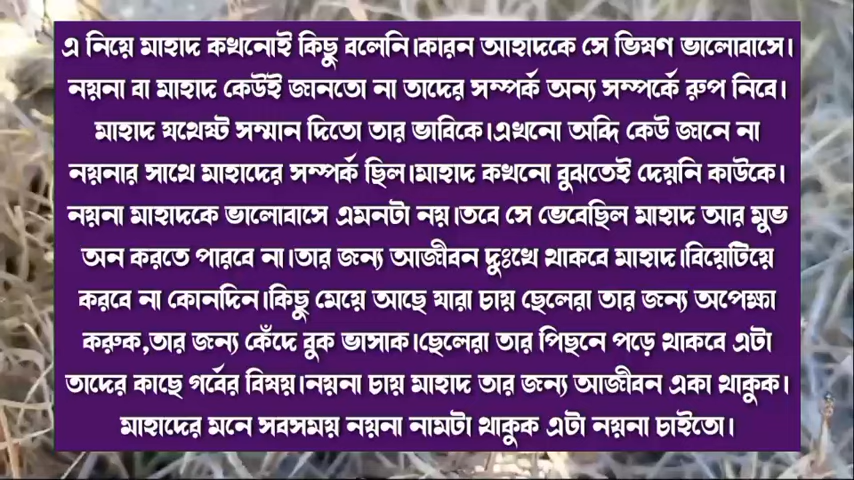 এ নিয়ে মাহাদ কখনোই কিছু বলেনি।কারন আহাদকে সে ভিষণ ভালোবাসে।
নয়না বা মাহাদ কেউই জানতো না তাদের সম্পর্ক অন্য সম্পর্কে রুপ নিবে।
মাহাদ যথেষ্ট সম্মান দিতো তার ভাবিকে।এখনো অব্দি কেউ জানে না
নয়নার সাথে মাহাদের সম্পর্ক ছিল।মাহাদ কখনো বুঝতেই দেয়নি কাউকে।
নয়না মাহাদকে ভালোবাসে এমনটা নয়।তবে সে ভেবেছিল মাহাদ আর মুভ
অন করতে পারবে না।তার জন্য আজীবন দুঃখে থাকবে মাহাদ।বিয়েটিয়ে
করবে না কোনদিন।কিছু মেয়ে আছে যারা চায় ছেলেরা তার জন্য অপেক্ষা
করুক,তার জন্য কেঁদে বুক ভাসাক।ছেলেরা তার পিছনে পড়ে থাকবে এটা
তাদের কাছে গর্বের বিষয়।নয়না চায় মাহাদ তার জন্য আজীবন একা থাকুক।
মাহাদের মনে সবসময় নয়না নামটা থাকুক এটা নয়না চাইতো।